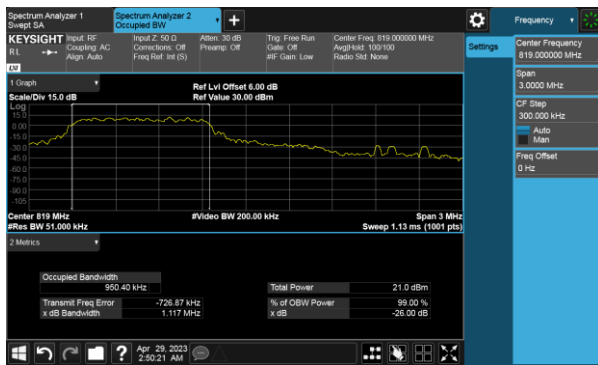 Spectrum Analyzer 1
Swept SA
Spectrum Analyzer 2
Occupied BW
+
Frequency
KEYSIGHT
RL
Input: RF
Coupling: AC
Align: Auto
Input Z: 50 Ω
Corrections: Off
Freq Ref: Int (S)
Atten: 30 dB
Preamp: Off
Trig: Free Run
Gate: Off
#IF Gain: Low
Center Freq: 819.000000 MHz
Avg|Hold: 100/100
Radio Std: None
Settings
Center Frequency
819.000000 MHz
Span
3.0000 MHz
CF Step
300.000 kHz
Auto
Man
Freq Offset
0 Hz
1 Graph
Scale/Div 15.0 dB
Ref Lvl Offset 6.00 dB
Ref Value 30.00 dBm
Log
15.0
0.00
-15.0
-30.0
-45.0
-60.0
-75.0
-90.0
-105
Center 819 MHz
#Res BW 51.000 kHz
#Video BW 200.00 kHz
Span 3 MHz
Sweep 1.13 ms (1001 pts)
2 Metrics
Occupied Bandwidth
950.40 kHz
Transmit Freq Error -726.87 kHz
x dB Bandwidth 1.117 MHz
Total Power 21.0 dBm
% of OBW Power 99.00 %
x dB -26.00 dB
?
Apr 29, 2023
2:50:21 AM